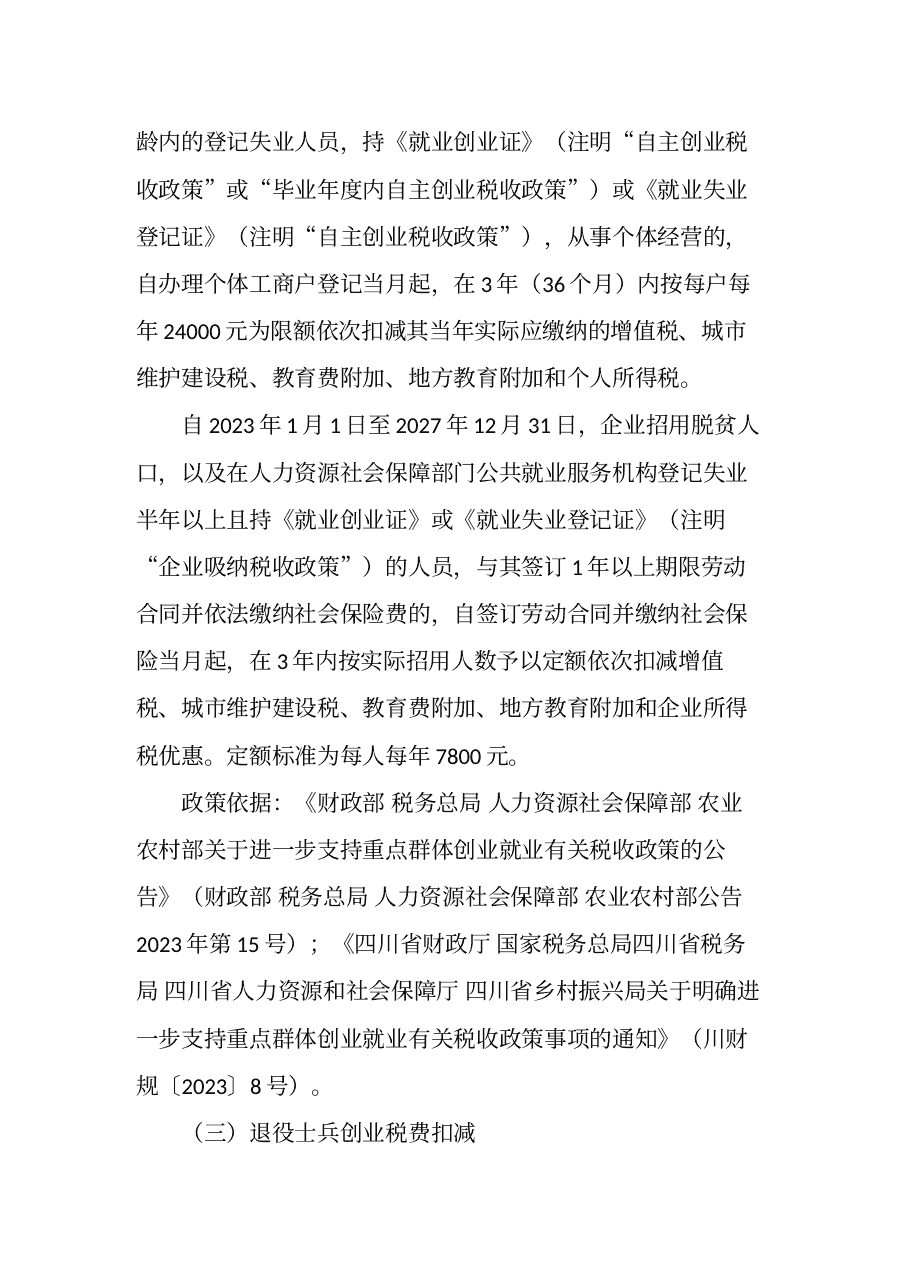 龄内的登记失业人员，持《就业创业证》（注明“自主创业税
收政策”或“毕业年度内自主创业税收政策”）或《就业失业
登记证》（注明“自主创业税收政策”），从事个体经营的，
自办理个体工商户登记当月起，在 3 年（36 个月）内按每户每
年 24000 元为限额依次扣减其当年实际应缴纳的增值税、城市
维护建设税、教育费附加、地方教育附加和个人所得税。
自 2023 年 1 月 1 日至 2027 年 12 月 31 日，企业招用脱贫人
口，以及在人力资源社会保障部门公共就业服务机构登记失业
半年以上且持《就业创业证》或《就业失业登记证》（注明
“企业吸纳税收政策”）的人员，与其签订 1 年以上期限劳动
合同并依法缴纳社会保险费的，自签订劳动合同并缴纳社会保
险当月起，在 3 年内按实际招用人数予以定额依次扣减增值
税、城市维护建设税、教育费附加、地方教育附加和企业所得
税优惠。定额标准为每人每年 7800 元。
政策依据：《财政部 税务总局 人力资源社会保障部 农业
农村部关于进一步支持重点群体创业就业有关税收政策的公
告》（财政部 税务总局 人力资源社会保障部 农业农村部公告
2023 年第 15 号）；《四川省财政厅 国家税务总局四川省税务
局 四川省人力资源和社会保障厅 四川省乡村振兴局关于明确进
一步支持重点群体创业就业有关税收政策事项的通知》（川财
规〔2023〕8 号）。
（三）退役士兵创业税费扣减